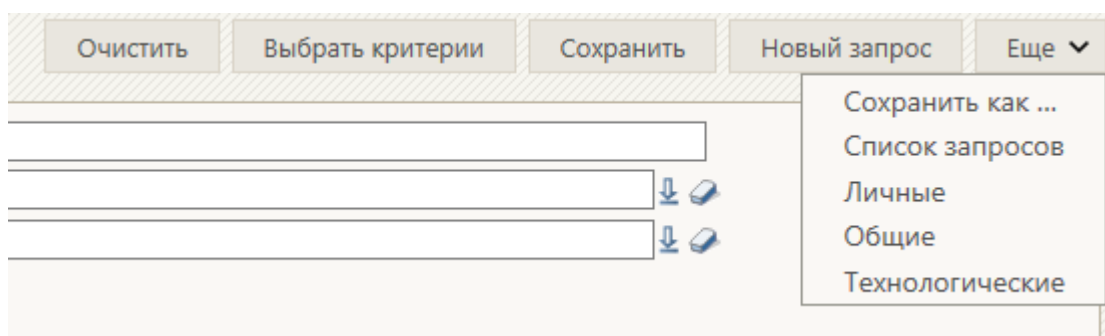 Очистить Выбрать критерии Сохранить Новый запрос Еще
Сохранить как ...
Список запросов
Личные
Общие
Технологические